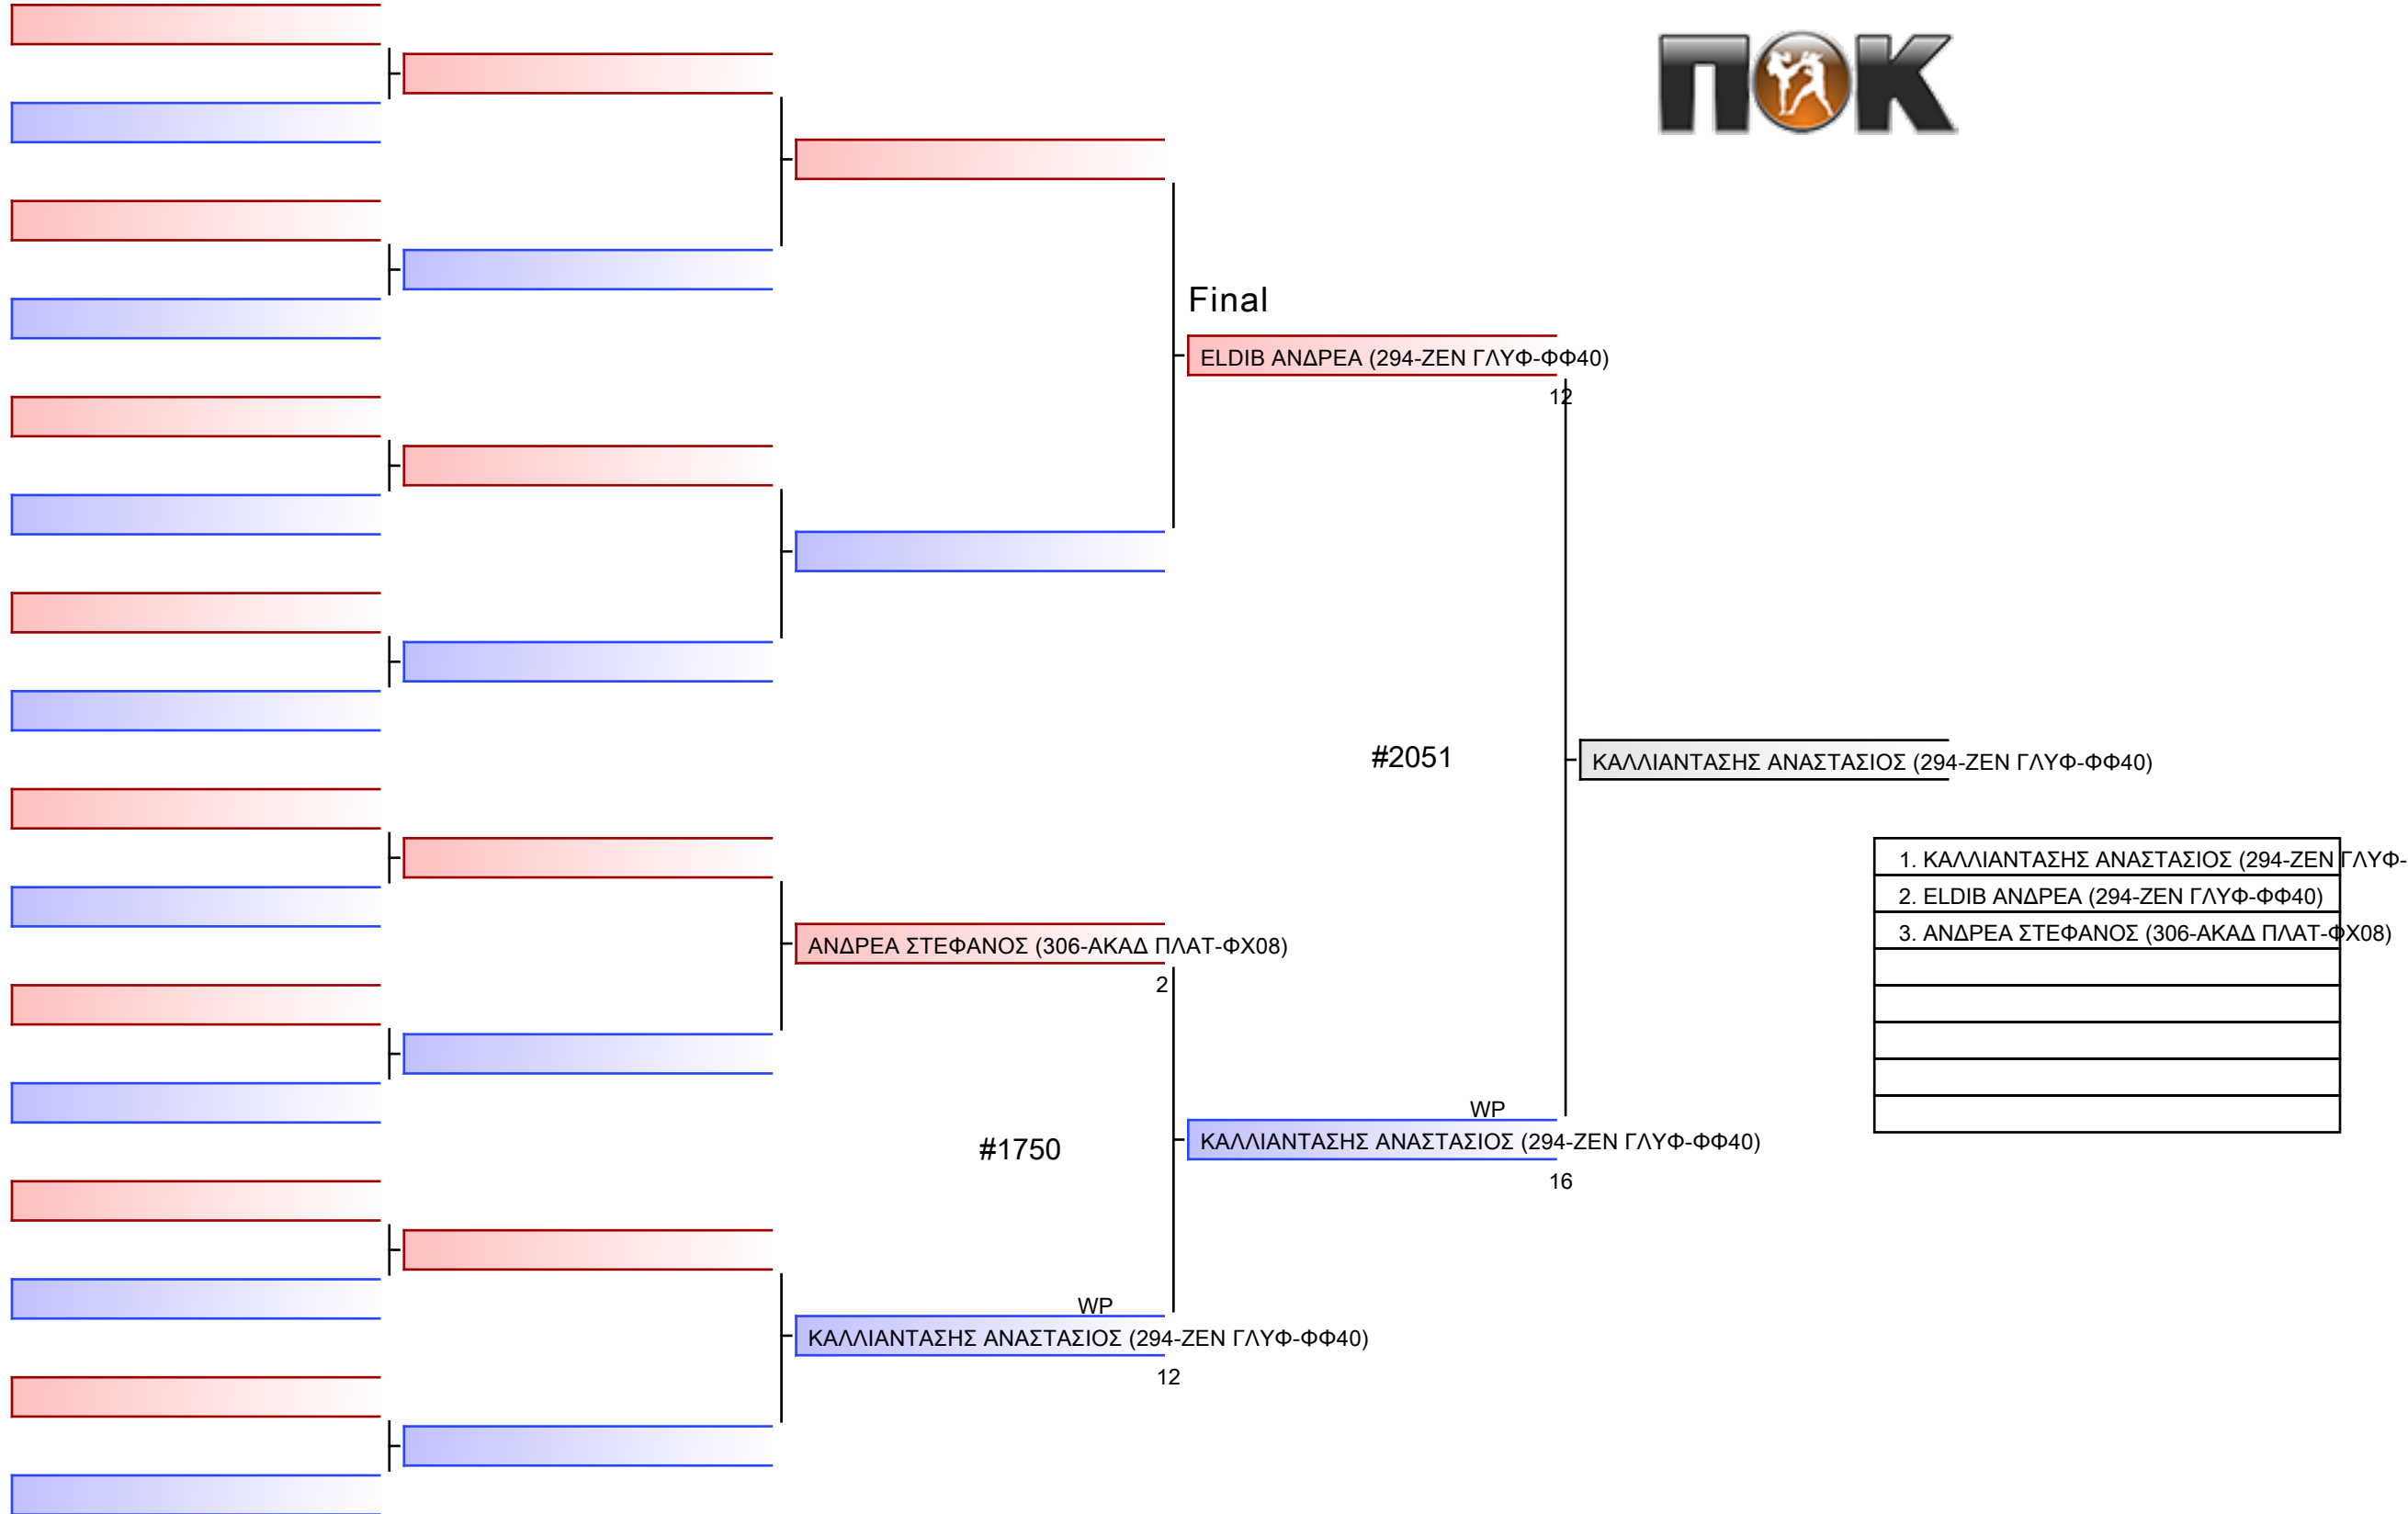 ΠΟΚ
Final
ELDIB ΑΝΔΡΕΑ (294-ΖΕΝ ΓΛΥΦ-ΦΦ40)
12
#2051
ΚΑΛΛΙΑΝΤΑΣΗΣ ΑΝΑΣΤΑΣΙΟΣ (294-ΖΕΝ ΓΛΥΦ-ΦΦ40)
1. ΚΑΛΛΙΑΝΤΑΣΗΣ ΑΝΑΣΤΑΣΙΟΣ (294-ΖΕΝ ΓΛΥΦ-
2. ELDIB ΑΝΔΡΕΑ (294-ΖΕΝ ΓΛΥΦ-ΦΦ40)
3. ΑΝΔΡΕΑ ΣΤΕΦΑΝΟΣ (306-ΑΚΑΔ ΠΛΑΤ-ΦΧ08)
ΑΝΔΡΕΑ ΣΤΕΦΑΝΟΣ (306-ΑΚΑΔ ΠΛΑΤ-ΦΧ08)
2
WP
ΚΑΛΛΙΑΝΤΑΣΗΣ ΑΝΑΣΤΑΣΙΟΣ (294-ΖΕΝ ΓΛΥΦ-ΦΦ40)
16
#1750
WP
ΚΑΛΛΙΑΝΤΑΣΗΣ ΑΝΑΣΤΑΣΙΟΣ (294-ΖΕΝ ΓΛΥΦ-ΦΦ40)
12